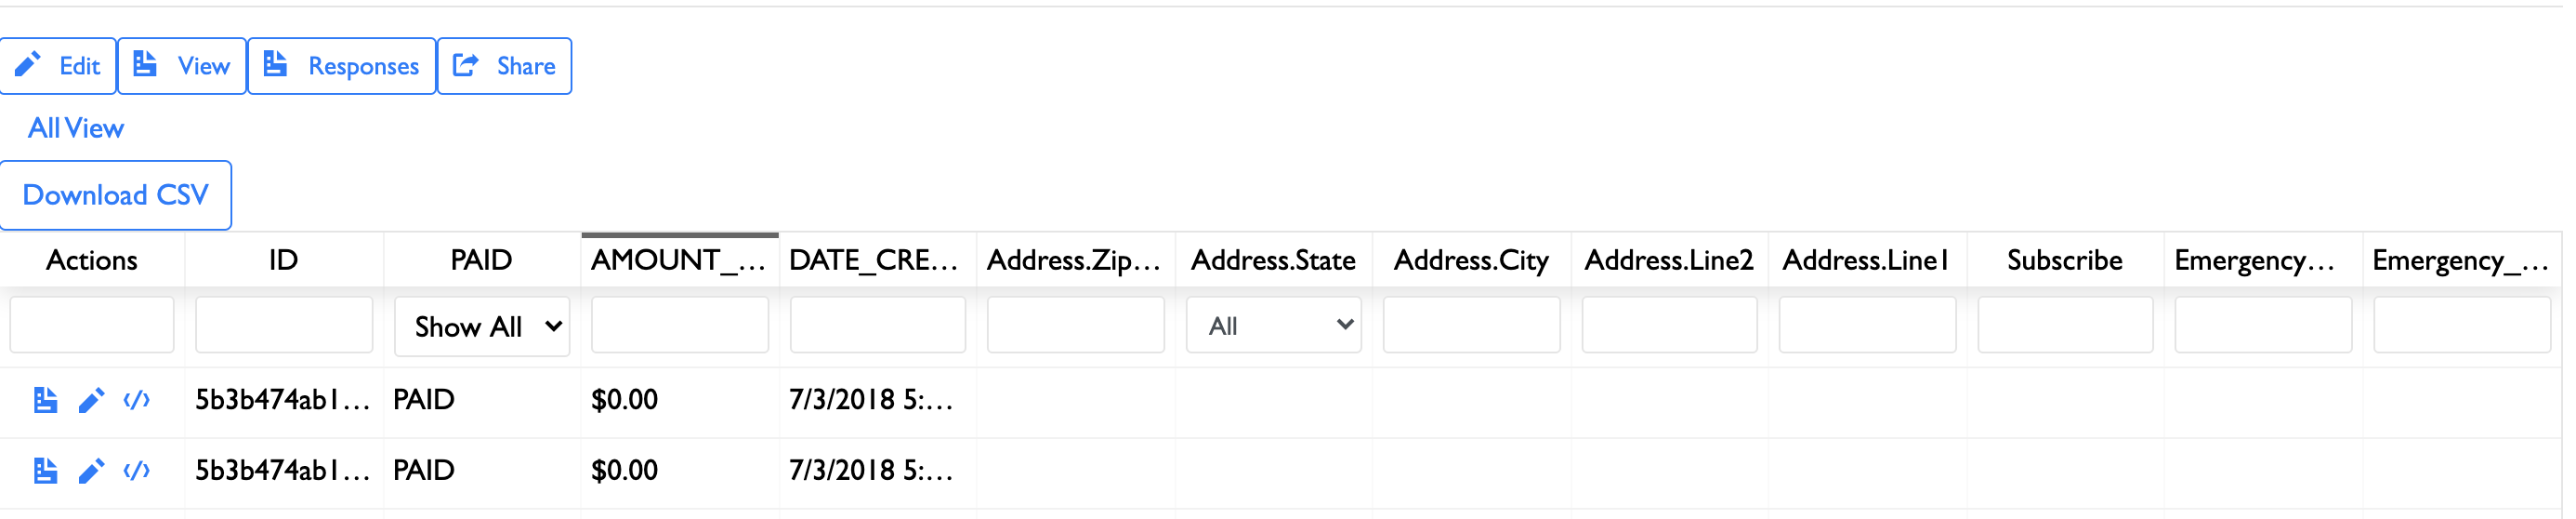 Edit View Responses Share
All View
Download CSV
Actions ID PAID AMOUNT_... DATE_CRE... Address.Zip... Address.State Address.City Address.Line2 Address.Line1 Subscribe Emergency... Emergency_...
Show All All
5b3b474ab1... PAID $0.00 7/3/2018 5:...
5b3b474ab1... PAID $0.00 7/3/2018 5:...